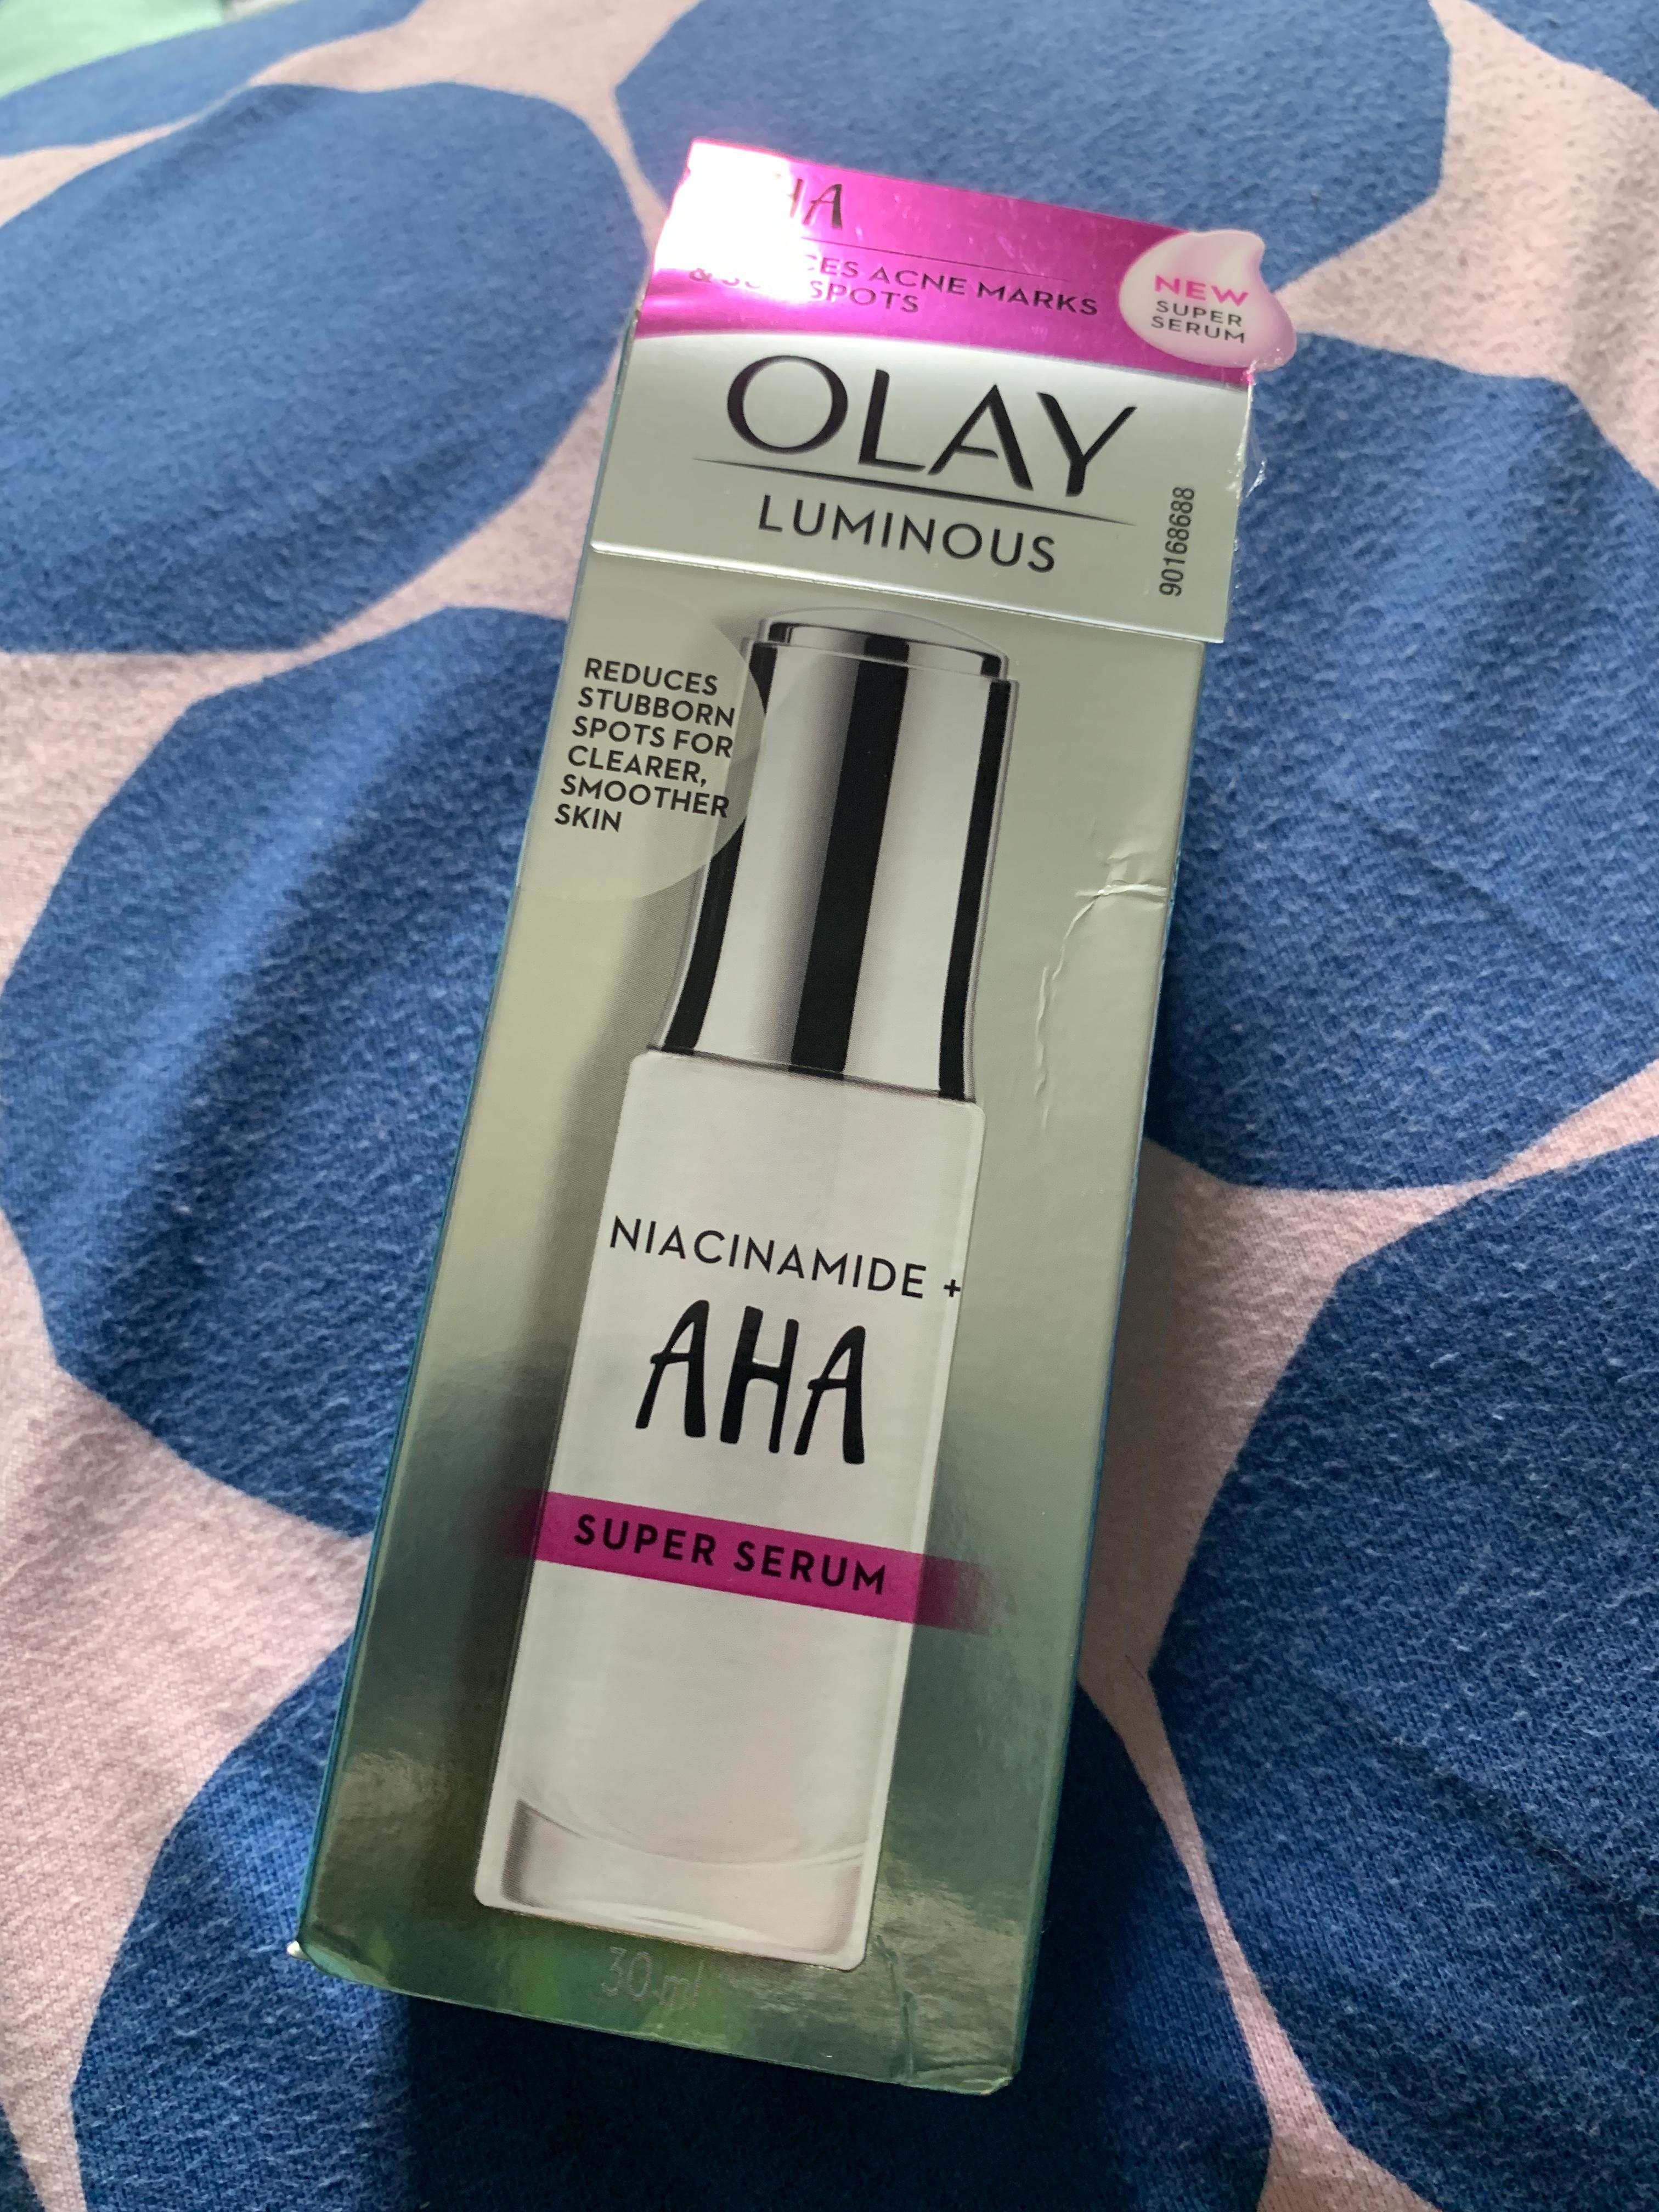 HA
ACNE MARKS
SPOTS
NEW
SUPER
SERUM
OLAY
LUMINOUS
90168688
REDUCES
STUBBORN
SPOTS FOR
CLEARER,
SMOOTHER
SKIN
NIACINAMIDE +
AHA
SUPER SERUM
30 ml